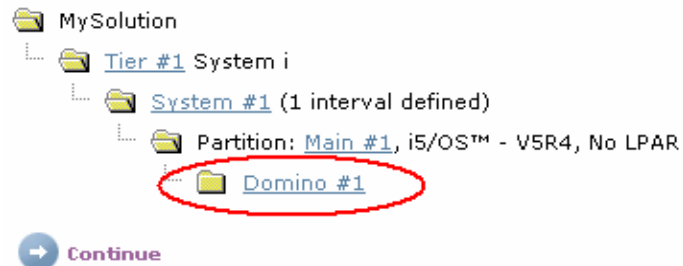 MySolution
Tier #1 System i
System #1 (1 interval defined)
Partition: Main #1, i5/OS™ - V5R4, No LPAR
Domino #1
Continue